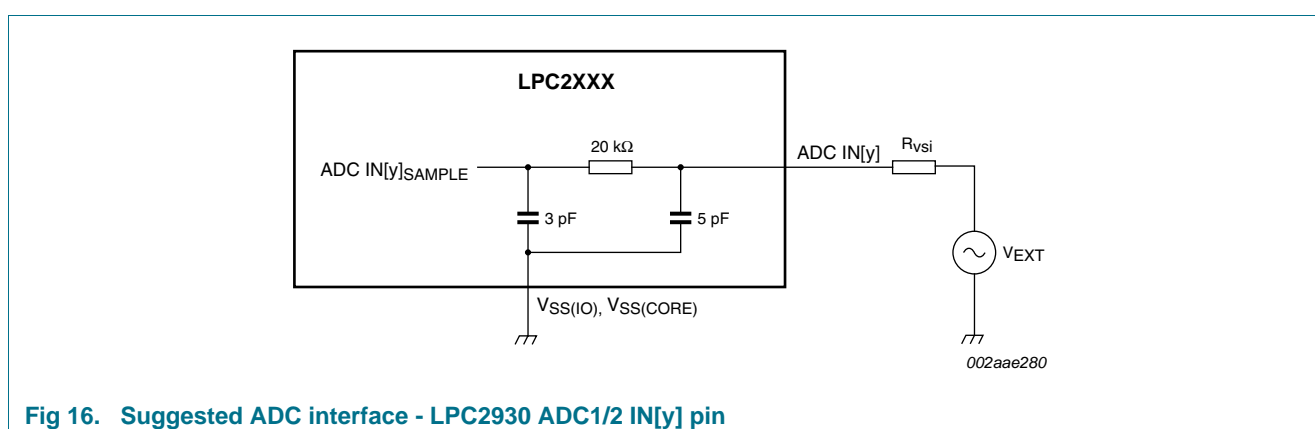 LPC2XXX
20 kΩ
ADC IN[y]SAMPLE
ADC IN[y]
Rvsi
3 pF
5 pF
VEXT
VSS(IO), VSS(CORE)
002aae280
Fig 16. Suggested ADC interface - LPC2930 ADC1/2 IN[y] pin